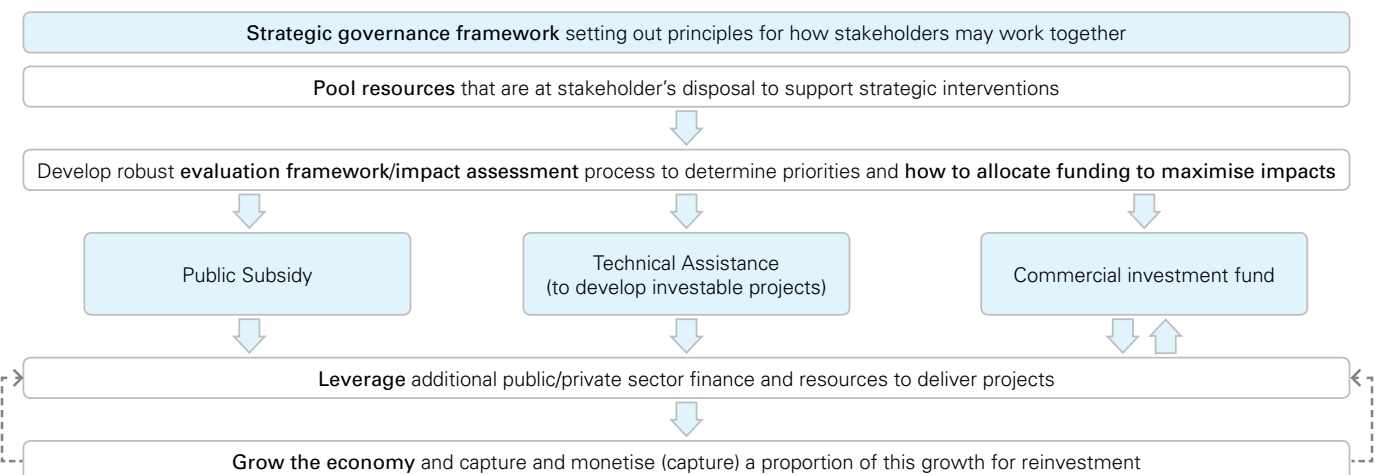 Strategic governance framework setting out principles for how stakeholders may work together
Pool resources that are at stakeholder's disposal to support strategic interventions
Develop robust evaluation framework/impact assessment process to determine priorities and how to allocate funding to maximise impacts
Public Subsidy
Technical Assistance
(to develop investable projects)
Commercial investment fund
Leverage additional public/private sector finance and resources to deliver projects
Grow the economy and capture and monetise (capture) a proportion of this growth for reinvestment